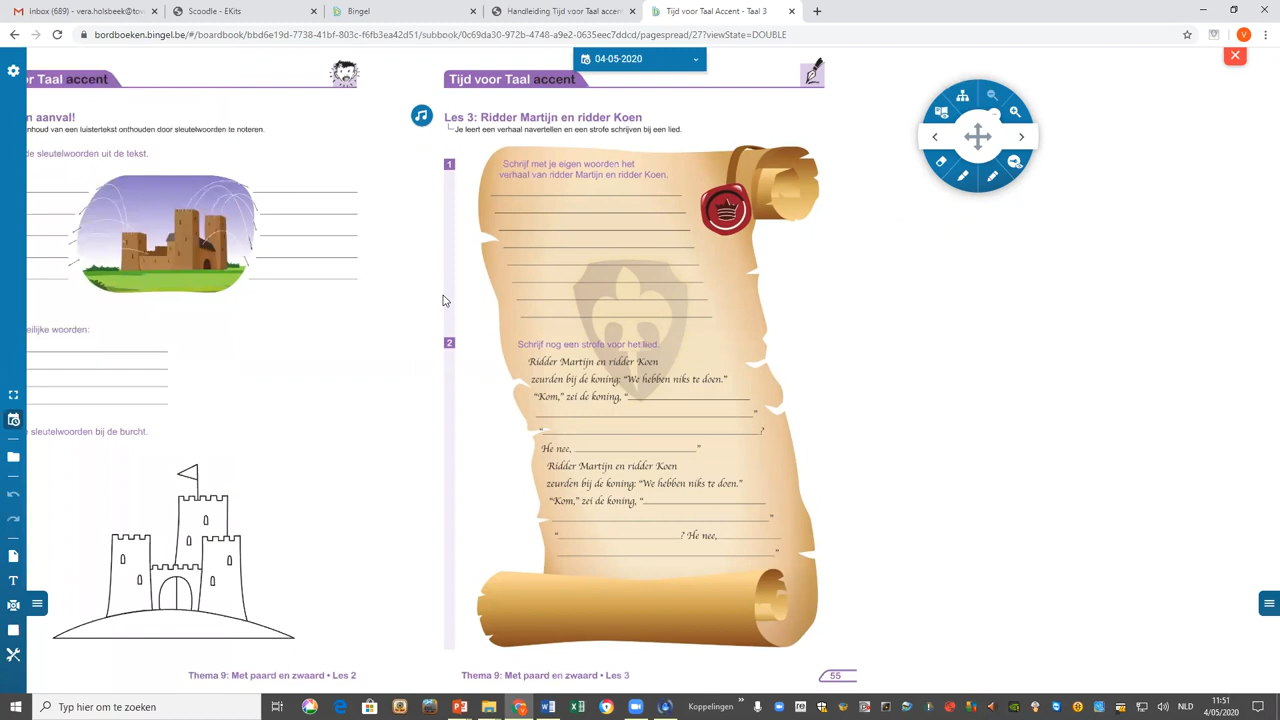 Inbox (69) - v.holsbeek@tow
Scoodle - Exits
Bingel
Handleiding Tijd voor Taal accent
Tijd voor Taal accent - Taal 3
bordboeken.bingel.be/#/boardbook/bbd6e19d-7738-41bf-803c-f6fb3ea42d51/subbook/0c69da30-972b-4748-a9e2-0635eec7ddcd/pagespread/27?viewState=DOUBLE
04-05-2020
or Taal accent
n aanval!
nhoud van een luistertekst onthouden door sleutelwoorden te noteren.
de sleutelwoorden uit de tekst.
eilijke woorden:
sleutelwoorden bij de burcht.
Thema 9: Met paard en zwaard • Les 2
Tijd voor Taal accent
Les 3: Ridder Martijn en ridder Koen
Je leert een verhaal navertellen en een strofe schrijven bij een lied.
1
Schrijf met je eigen woorden het
verhaal van ridder Martijn en ridder Koen.
2
Schrijf nog een strofe voor het lied.
Ridder Martijn en ridder Koen
zeurden bij de koning: “We hebben niks te doen.”
“Kom,” zei de koning, “
”
“ ?
He nee, ”
Ridder Martijn en ridder Koen
zeurden bij de koning: “We hebben niks te doen.”
“Kom,” zei de koning, “
”
“ ? He nee,
”
Thema 9: Met paard en zwaard • Les 3
55
Typ hier om te zoeken
Koppelingen
NLD
11:51
4/05/2020